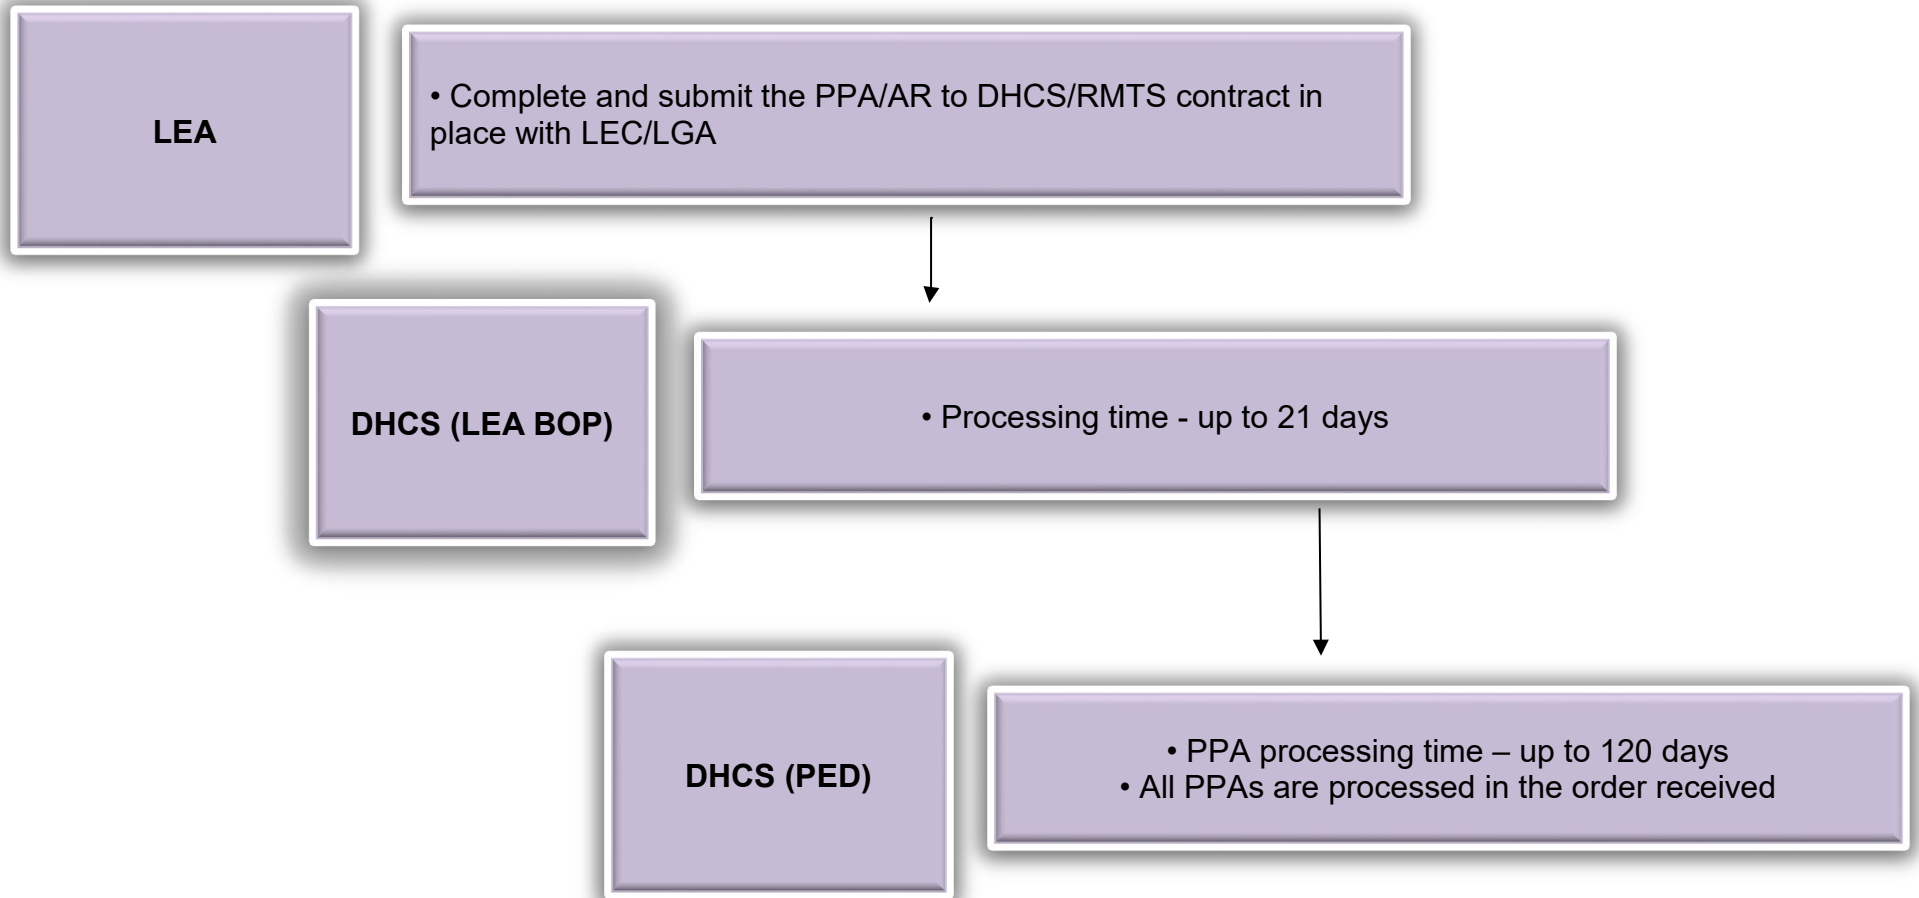 LEA
• Complete and submit the PPA/AR to DHCS/RMTS contract in
place with LEC/LGA
DHCS (LEA BOP)
• Processing time - up to 21 days
DHCS (PED)
• PPA processing time – up to 120 days
• All PPAs are processed in the order received